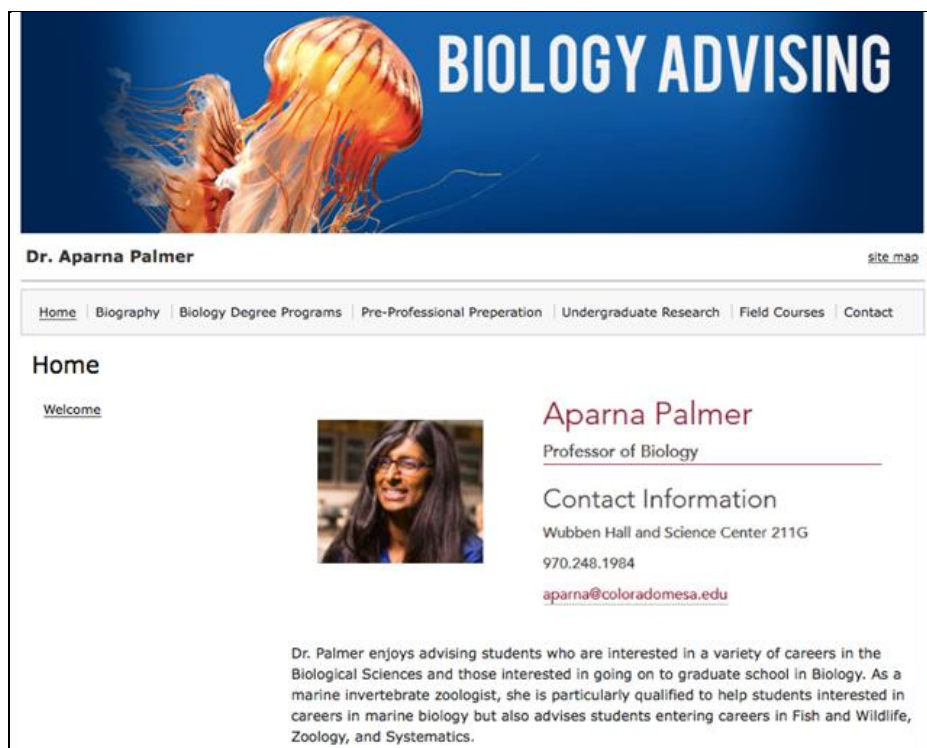 BIOLOGY ADVISING
Dr. Aparna Palmer
site map
Home Biography Biology Degree Programs Pre-Professional Preperation Undergraduate Research Field Courses Contact
Home
Welcome
Aparna Palmer
Professor of Biology
Contact Information
Wubben Hall and Science Center 211G
970.248.1984
aparna@coloradomesa.edu
Dr. Palmer enjoys advising students who are interested in a variety of careers in the
Biological Sciences and those interested in going on to graduate school in Biology. As a
marine invertebrate zoologist, she is particularly qualified to help students interested in
careers in marine biology but also advises students entering careers in Fish and Wildlife,
Zoology, and Systematics.